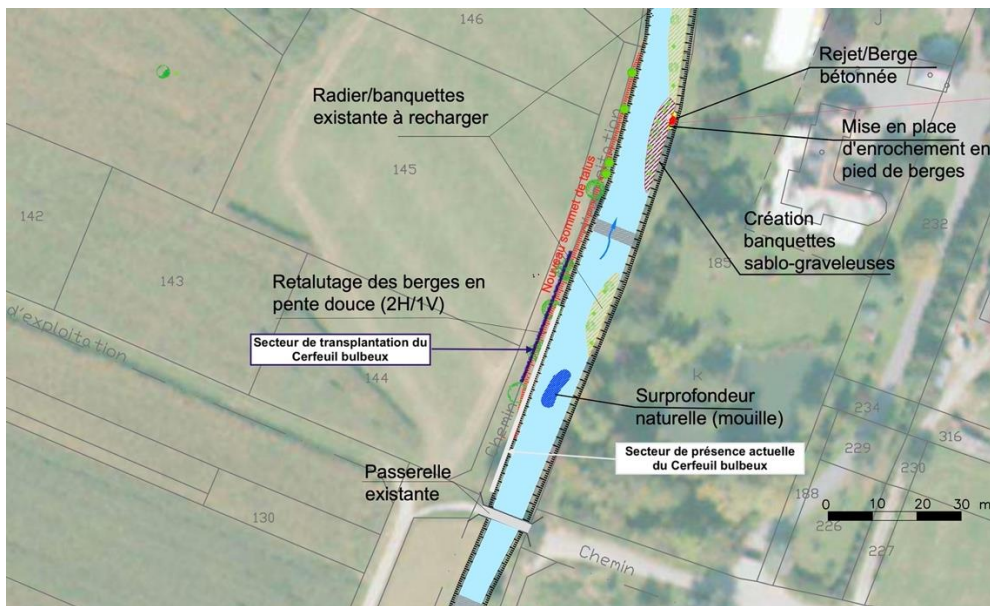 146
J
Rejet/Berge
bétonnée
Radier/banquettes
existante à recharger
Mise en place
d'enrochement en
pied de berges
145
142
232
Création
banquettes
sablo-graveleuses
185
Nouveau sommet de talus
143
Retalutage des berges en
pente douce (2H/1V)
d'exploitation
Secteur de transplantation du
Cerfeuil bulbeux
144
k
Surprofondeur
naturelle (mouille)
234
316
229
230
Chemin
Secteur de présence actuelle
du Cerfeuil bulbeux
Passerelle
existante
188
130
0 10 20 30 m
226
227
Chemin